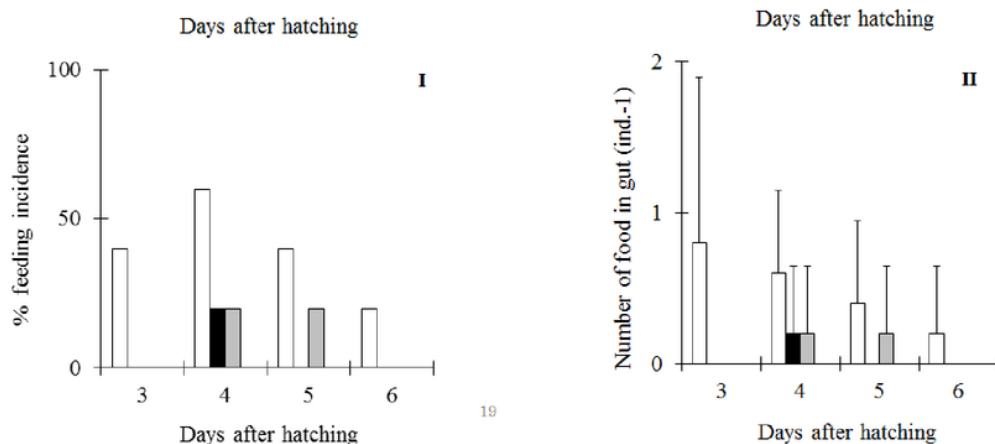 Days after hatching
% feeding incidence
100
50
0
I
3 4 5 6
Days after hatching
19
Days after hatching
Number of food in gut (ind.-1)
2
1
0
II
3 4 5 6
Days after hatching